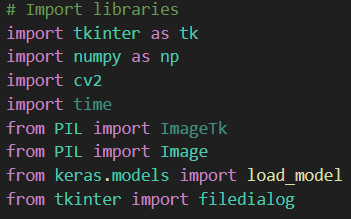 # Import libraries
import tkinter as tk
import numpy as np
import cv2
import time
from PIL import ImageTk
from PIL import Image
from keras.models import load_model
from tkinter import filedialog